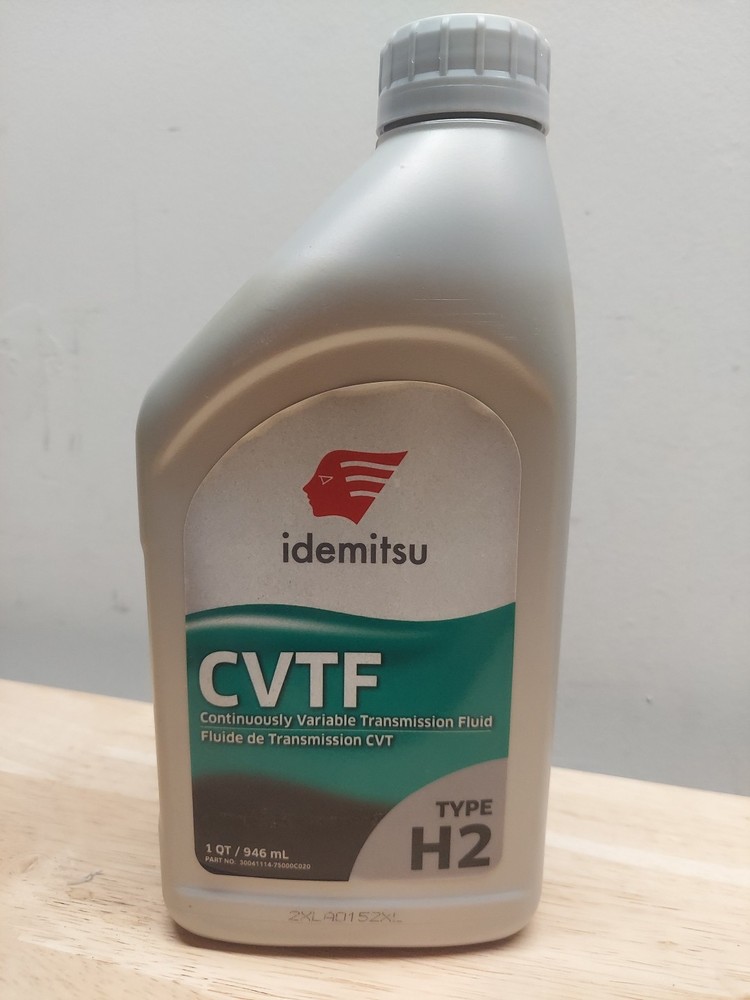 idemitsu
CVTF
Continuously Variable Transmission Fluid
Fluide de Transmission CVT
TYPE
H2
1 QT / 946 mL
PART NO. 30041114-75000C020
2XLA0152XL